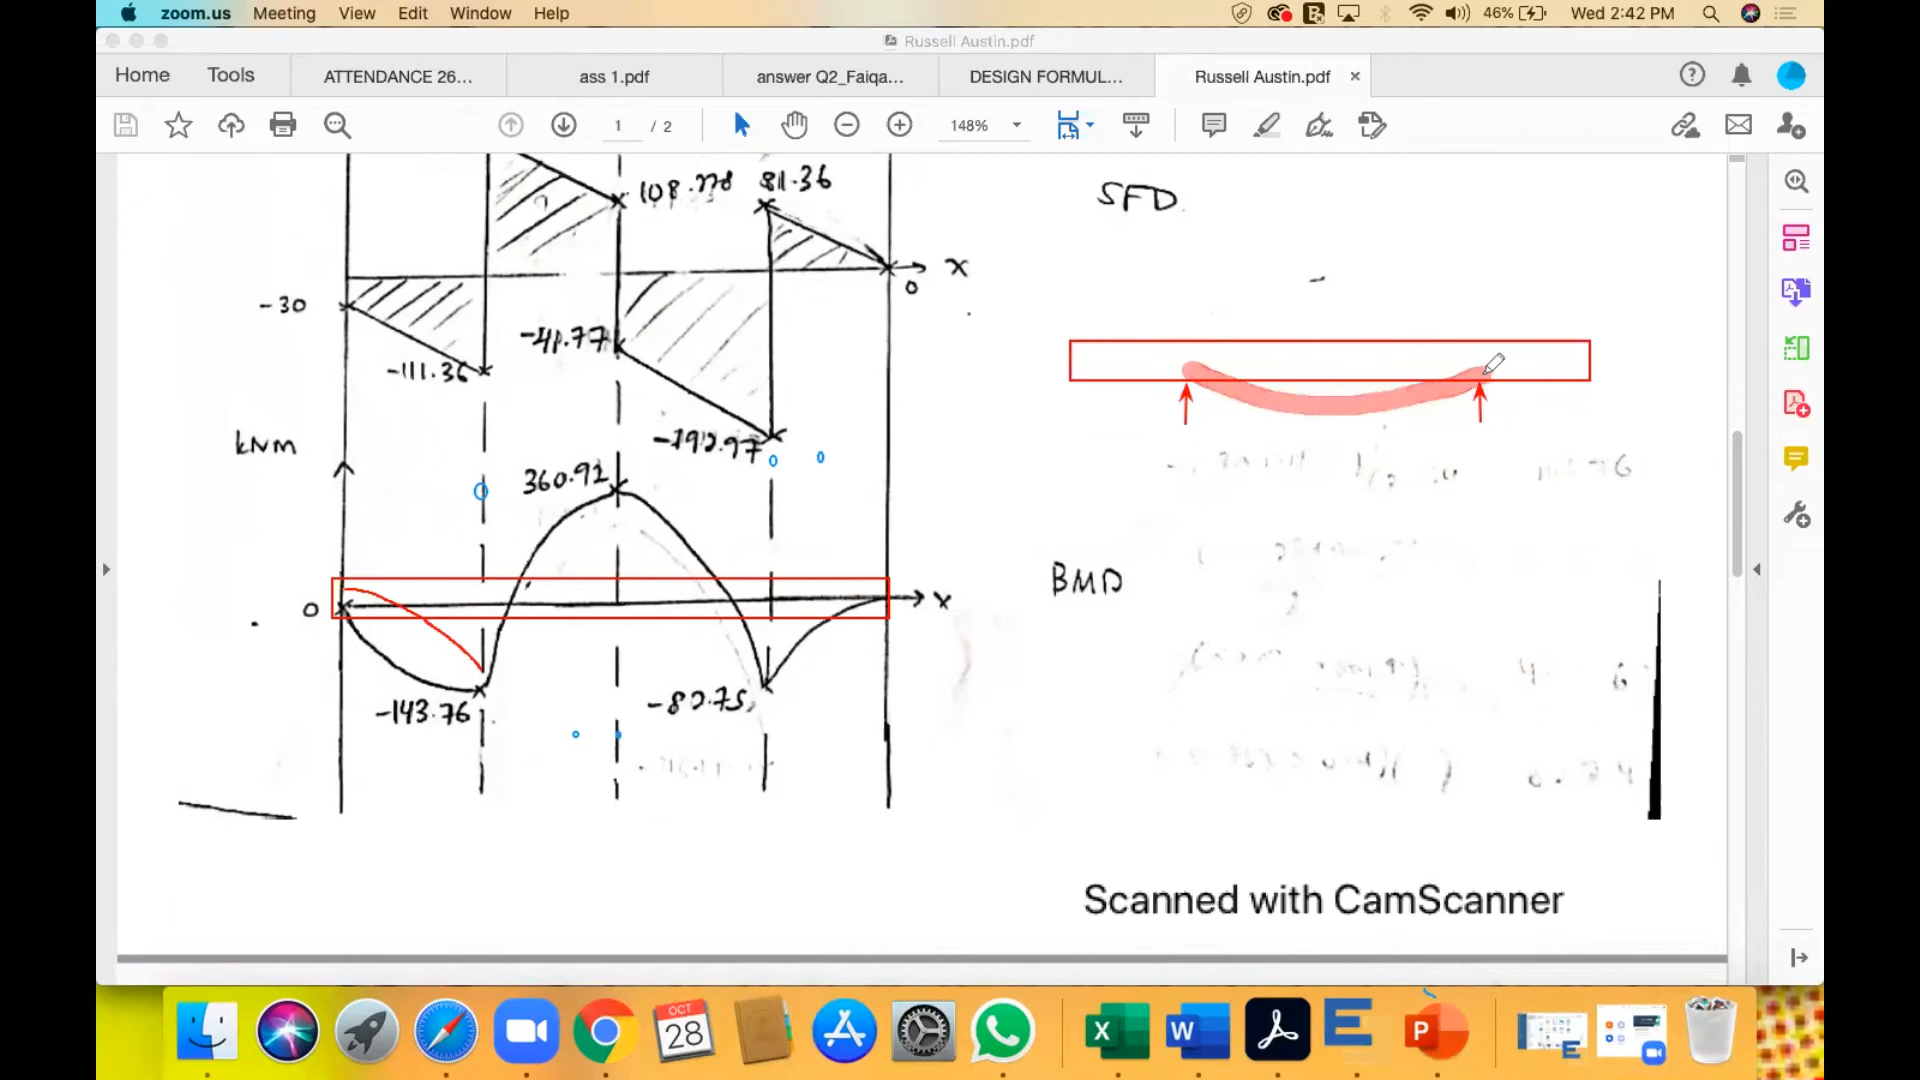 zoom.us Meeting View Edit Window Help 46% Wed 2:42 PM
Russell Austin.pdf
Home Tools ATTENDANCE 26... ass 1.pdf answer Q2_Faiqa... DESIGN FORMUL... Russell Austin.pdf ×
1 / 2 148%
108.778 81.36
SFD
x
0
-30
-41.77
-111.36
kNm
-192.97
360.92
BMD
0
x
-143.76
-82.75
Scanned with CamScanner
OCT
28
X W E P